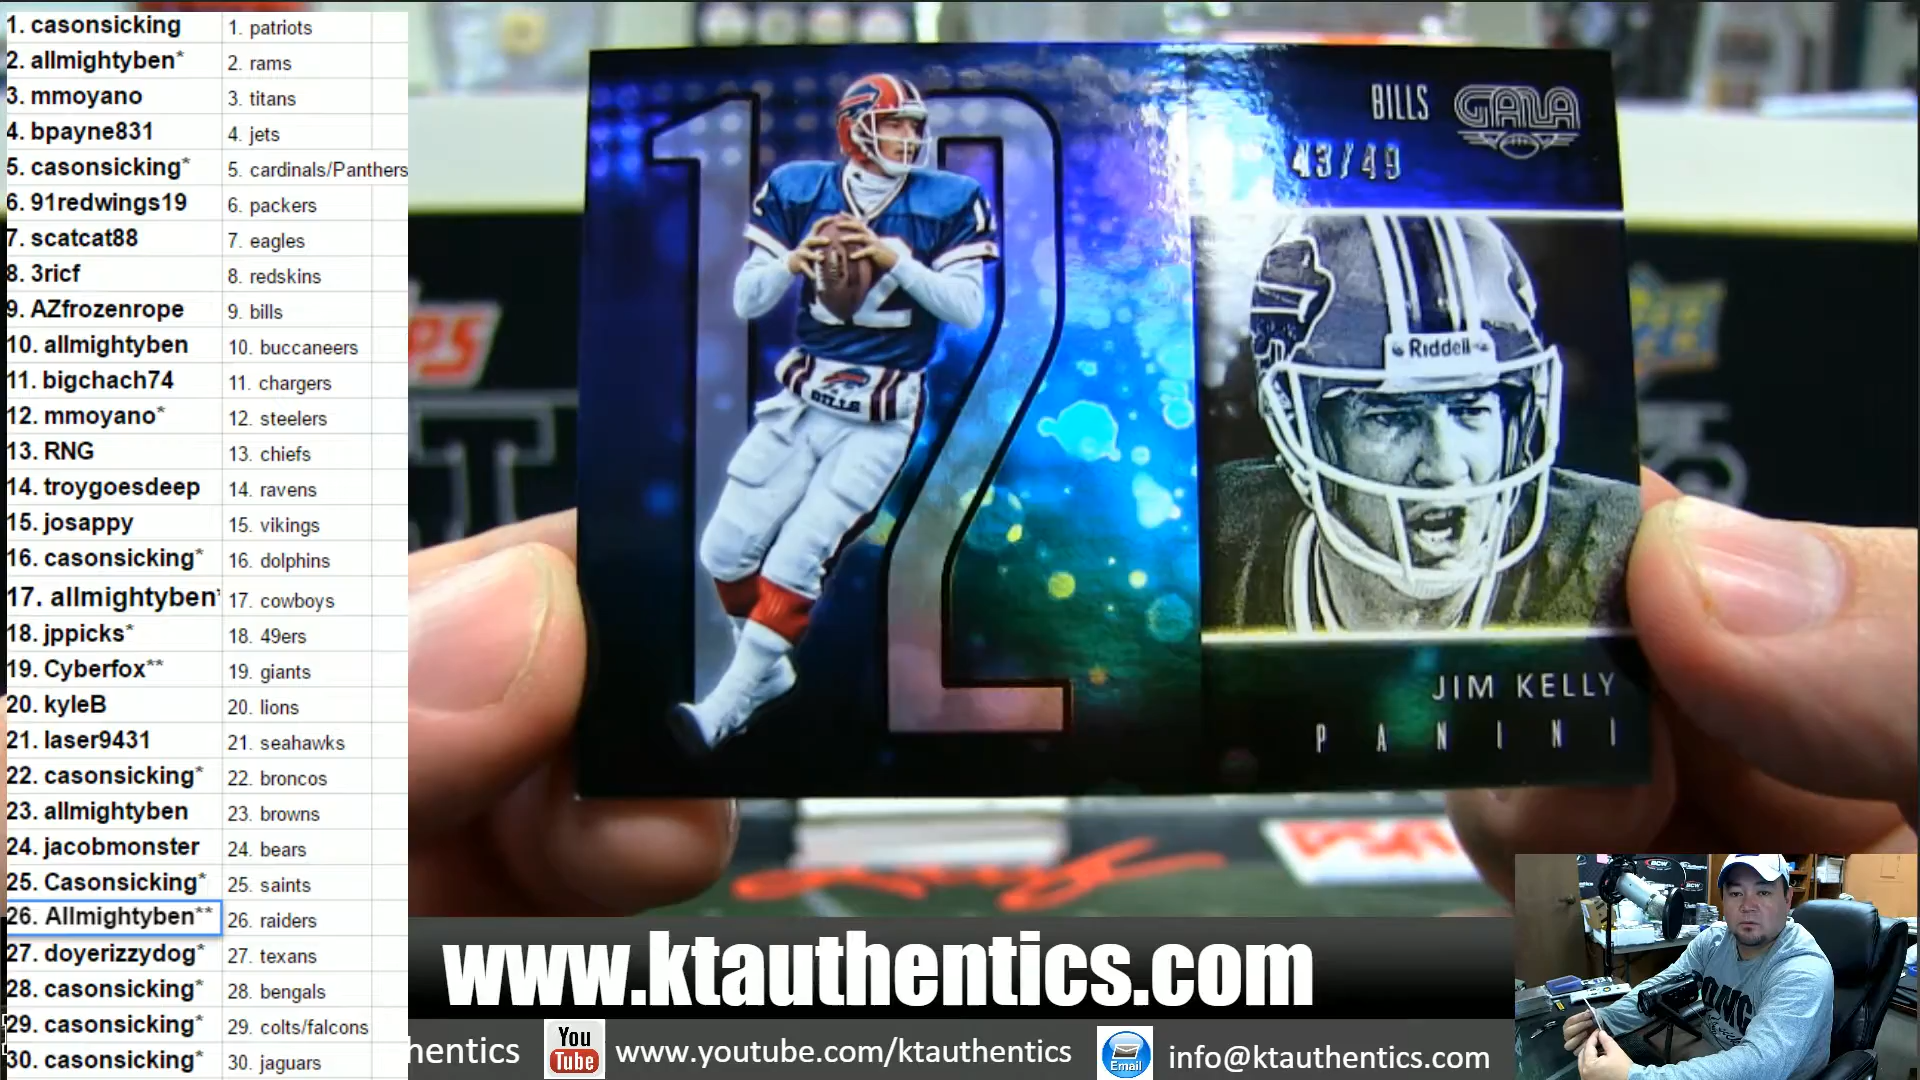 1. casonsicking 1. patriots
2. allmightyben* 2. rams
3. mmoyano 3. titans
4. bpayne831 4. jets
5. casonsicking* 5. cardinals/Panthers
6. 91redwings19 6. packers
7. scatcat88 7. eagles
8. 3ricf 8. redskins
9. AZfrozenrope 9. bills
10. allmightyben 10. buccaneers
11. bigchach74 11. chargers
12. mmoyano* 12. steelers
13. RNG 13. chiefs
14. troygoesdeep 14. ravens
15. josappy 15. vikings
16. casonsicking* 16. dolphins
17. allmightyben* 17. cowboys
18. jppicks* 18. 49ers
19. Cyberfox** 19. giants
20. kyleB 20. lions
21. laser9431 21. seahawks
22. casonsicking* 22. broncos
23. allmightyben 23. browns
24. jacobmonster 24. bears
25. Casonsicking* 25. saints
26. Allmightyben** 26. raiders
27. doyerizzydog* 27. texans
28. casonsicking* 28. bengals
29. casonsicking* 29. colts/falcons
30. casonsicking* 30. jaguars
12
12
12
BILLS
BILLS GALA
43/49
Riddell
JIM KELLY
PANINI
PSA
www.ktauthentics.com
hentics
You
Tube
www.youtube.com/ktauthentics
Email
info@ktauthentics.com